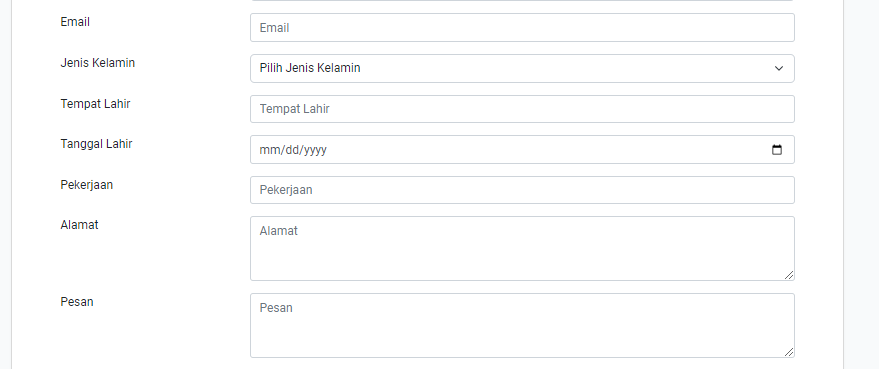 Email
Email
Jenis Kelamin
Pilih Jenis Kelamin
Tempat Lahir
Tempat Lahir
Tanggal Lahir
mm/dd/yyyy
Pekerjaan
Pekerjaan
Alamat
Alamat
Pesan
Pesan